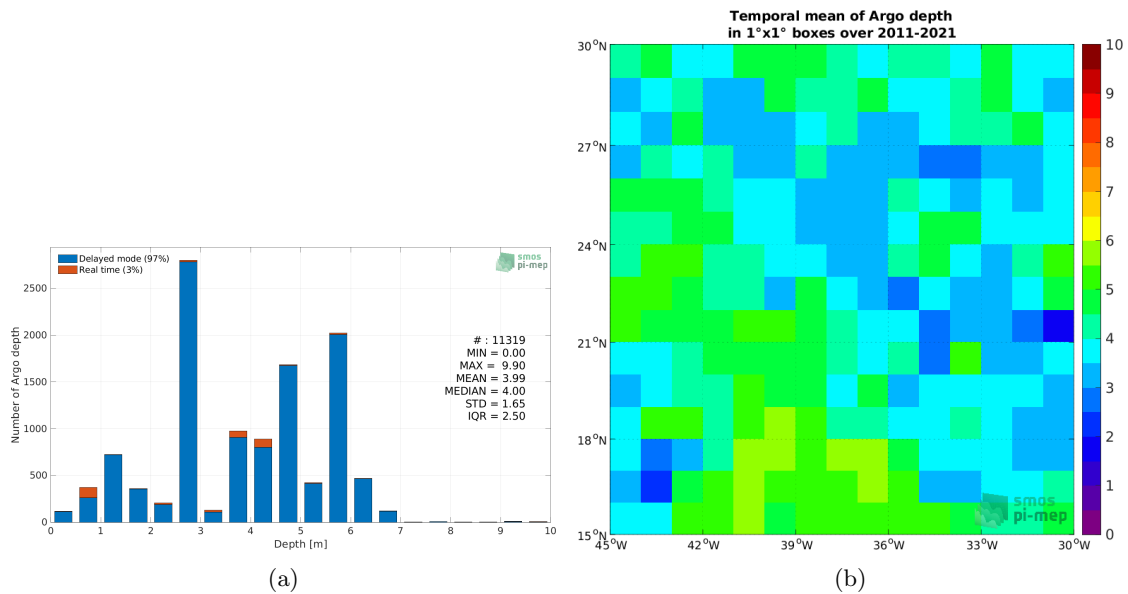 Delayed mode (97%)
Real time (3%)
smos
pi-mep
# : 11319
MIN = 0.00
MAX = 9.90
MEAN = 3.99
MEDIAN = 4.00
STD = 1.65
IQR = 2.50
Number of Argo depth
2500
2000
1500
1000
500
0
0 1 2 3 4 5 6 7 8 9 10
Depth [m]
(a)
Temporal mean of Argo depth
in 1°x1° boxes over 2011-2021
30°N
27°N
24°N
21°N
18°N
15°N
45°W 42°W 39°W 36°W 33°W 30°W
smos
pi-mep
10
9
8
7
6
5
4
3
2
1
0
(b)